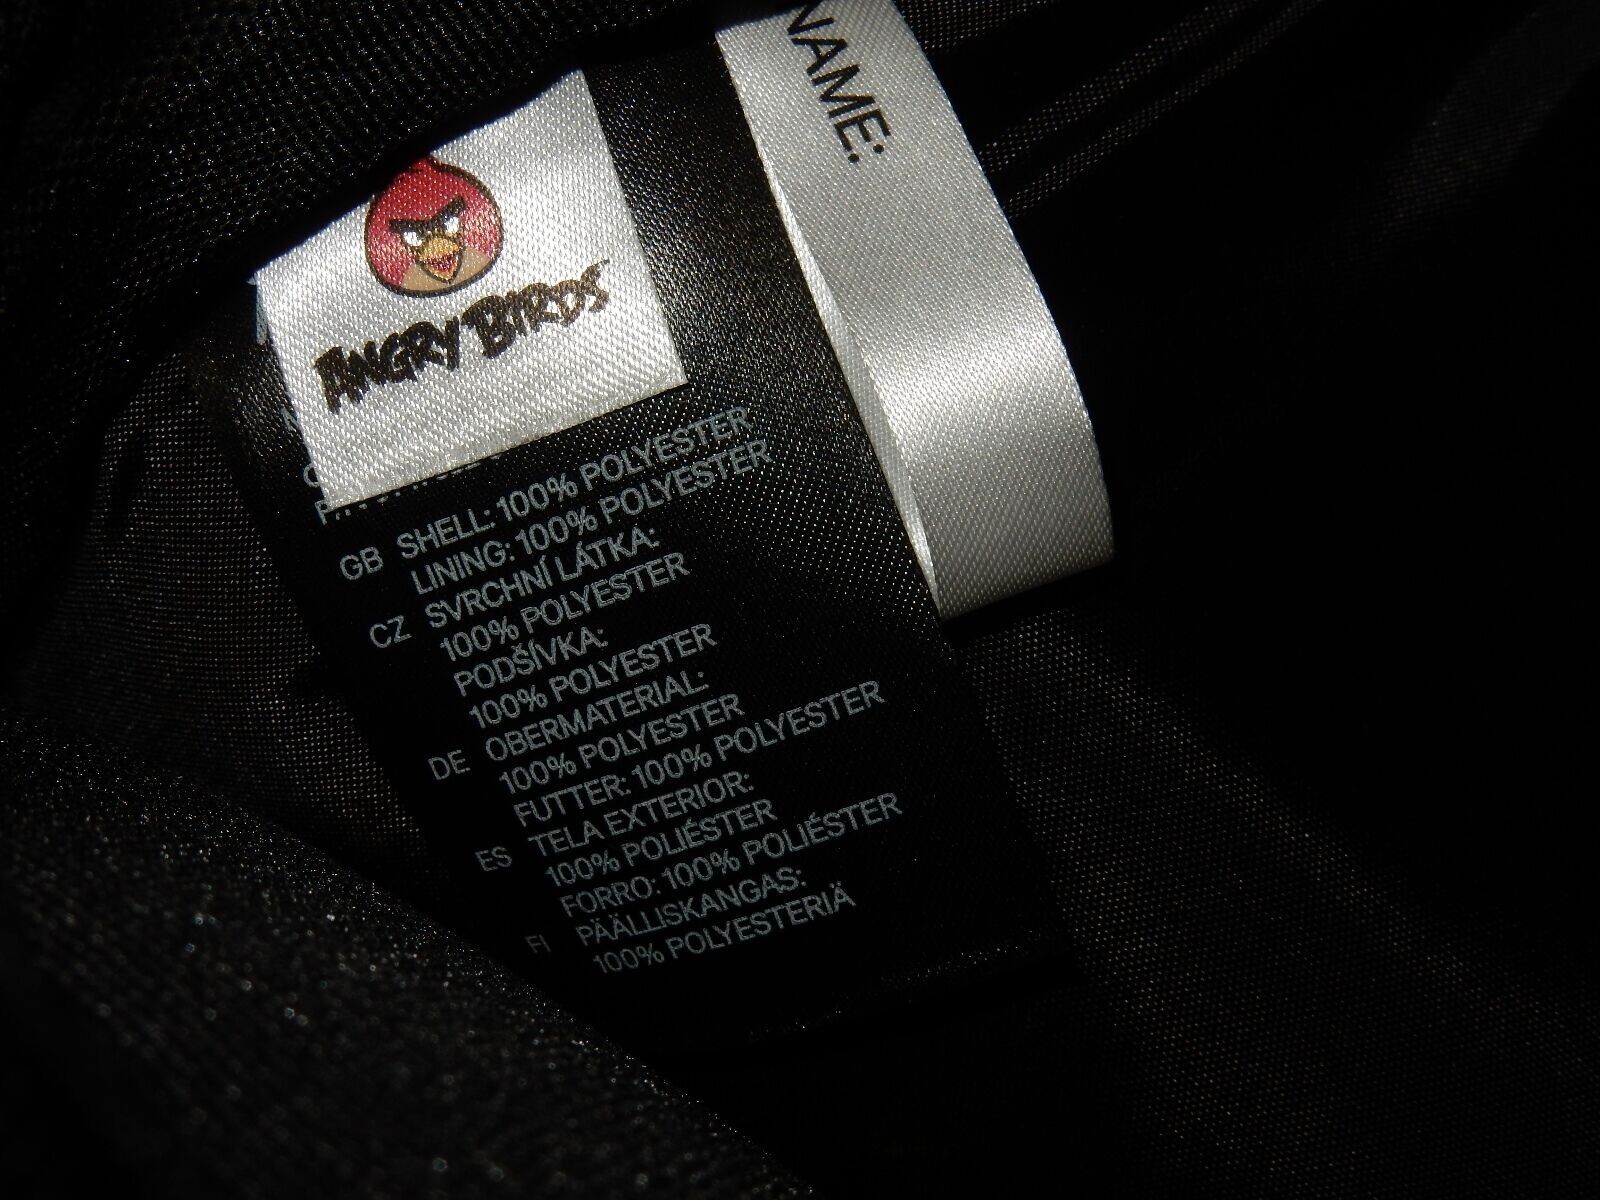 NAME:
ANGRY BIRDS
GB SHELL: 100% POLYESTER
LINING: 100% POLYESTER
CZ SVRCHNÍ LÁTKA:
100% POLYESTER
PODŠÍVKA:
100% POLYESTER
DE OBERMATERIAL:
100% POLYESTER
FUTTER: 100% POLYESTER
ES TELA EXTERIOR:
100% POLIÉSTER
FORRO: 100% POLIÉSTER
FI PÄÄLLISKANGAS:
100% POLYESTERIÄ